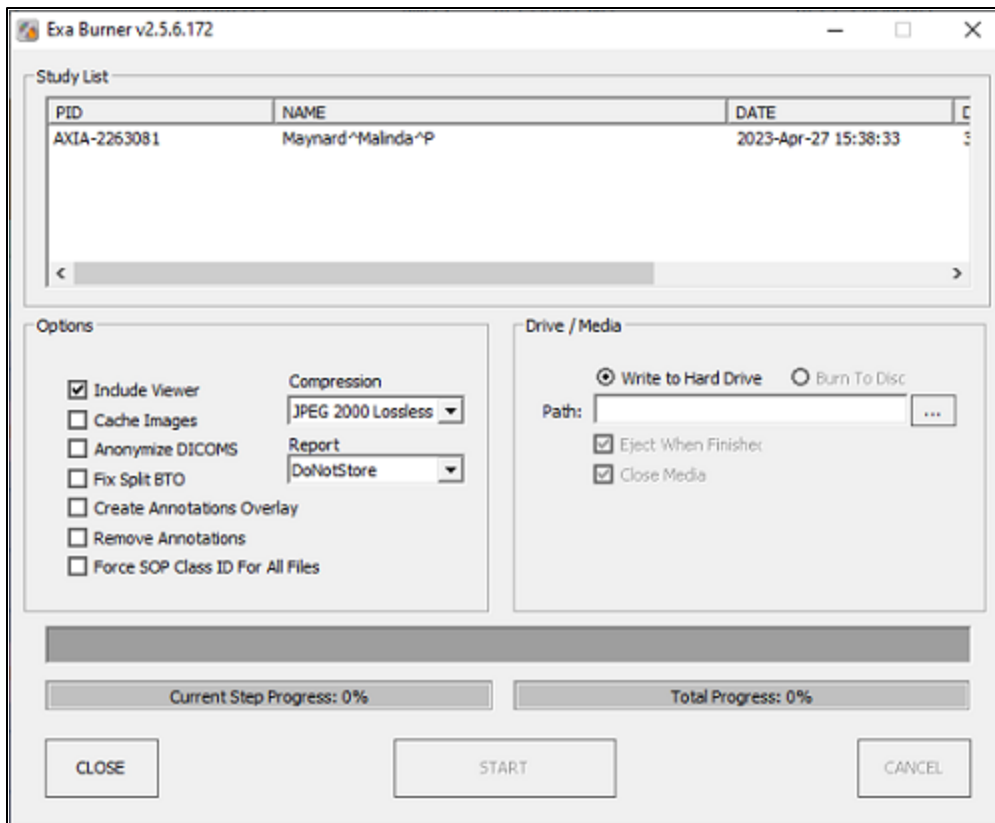 Exa Burner v2.5.6.172
Study List
PID NAME DATE
AXIA-2263081 Maynard^Malinda^P 2023-Apr-27 15:38:33
Options
Include Viewer
Cache Images
Anonymize DICOMS
Fix Split BTO
Create Annotations Overlay
Remove Annotations
Force SOP Class ID For All Files
Compression
JPEG 2000 Lossless
Report
DoNotStore
Drive / Media
Write to Hard Drive Burn To Disc
Path: ...
Eject When Finished
Close Media
Current Step Progress: 0% Total Progress: 0%
CLOSE START CANCEL